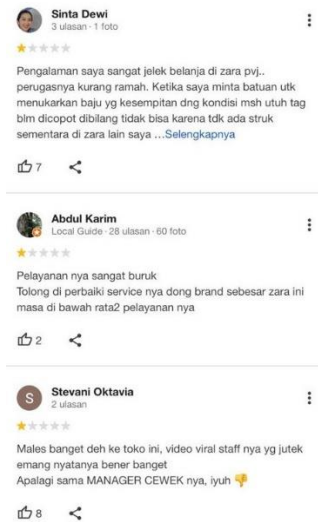 Sinta Dewi
3 ulasan · 1 foto
Pengalaman saya sangat jelek belanja di zara pvj..
perugasnya kurang ramah. Ketika saya minta batuan utk
menukarkan baju yg kesempitan dng kondisi msh utuh tag
blm dicopot dibilang tidak bisa karena tdk ada struk
sementara di zara lain saya ...Selengkapnya
7
Abdul Karim
Local Guide · 28 ulasan · 60 foto
Pelayanan nya sangat buruk
Tolong di perbaiki service nya dong brand sebesar zara ini
masa di bawah rata2 pelayanan nya
2
S
Stevani Oktavia
2 ulasan
Males banget deh ke toko ini, video viral staff nya yg jutek
emang nyatanya bener banget
Apalagi sama MANAGER CEWEK nya, iyuh 👎
8